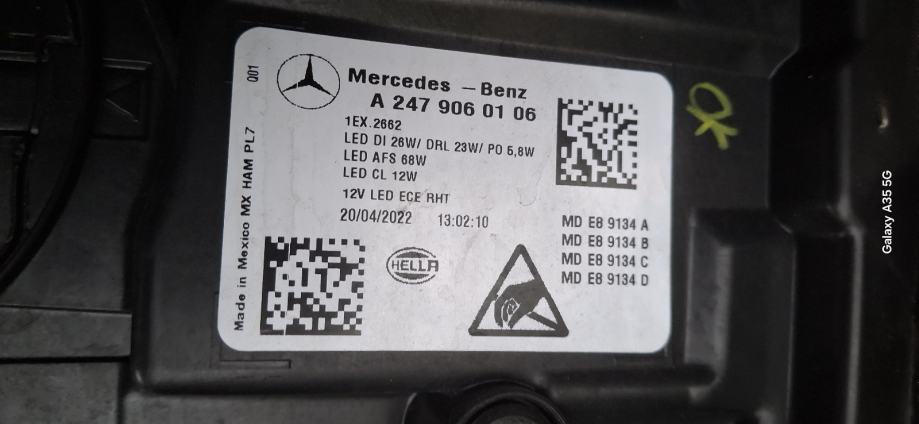 Mercedes-Benz
A 247 906 01 06
1EX.2662
LED DI 26W/ DRL 23W/ PO 5,8W
LED AFS 68W
LED CL 12W
12V LED ECE RHT
20/04/2022 13:02:10
HELLA
MD E8 9134 A
MD E8 9134 B
MD E8 9134 C
MD E8 9134 D
Made in Mexico MX HAM PL7
Q01
OK
Galaxy A35 5G